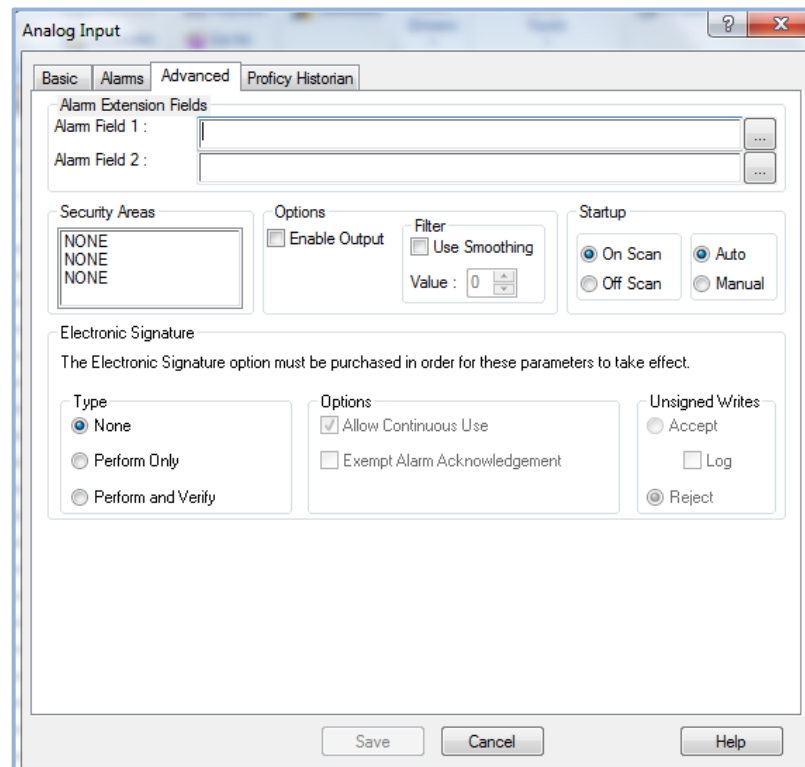 Analog Input
?
Basic
Alarms
Advanced
Proficy Historian
Alarm Extension Fields
Alarm Field 1 :
...
Alarm Field 2 :
...
Security Areas
NONE
NONE
NONE
Options
Enable Output
Filter
Use Smoothing
Value : 0
Startup
On Scan
Off Scan
Auto
Manual
Electronic Signature
The Electronic Signature option must be purchased in order for these parameters to take effect.
Type
None
Perform Only
Perform and Verify
Options
Allow Continuous Use
Exempt Alarm Acknowledgement
Unsigned Writes
Accept
Log
Reject
Save
Cancel
Help